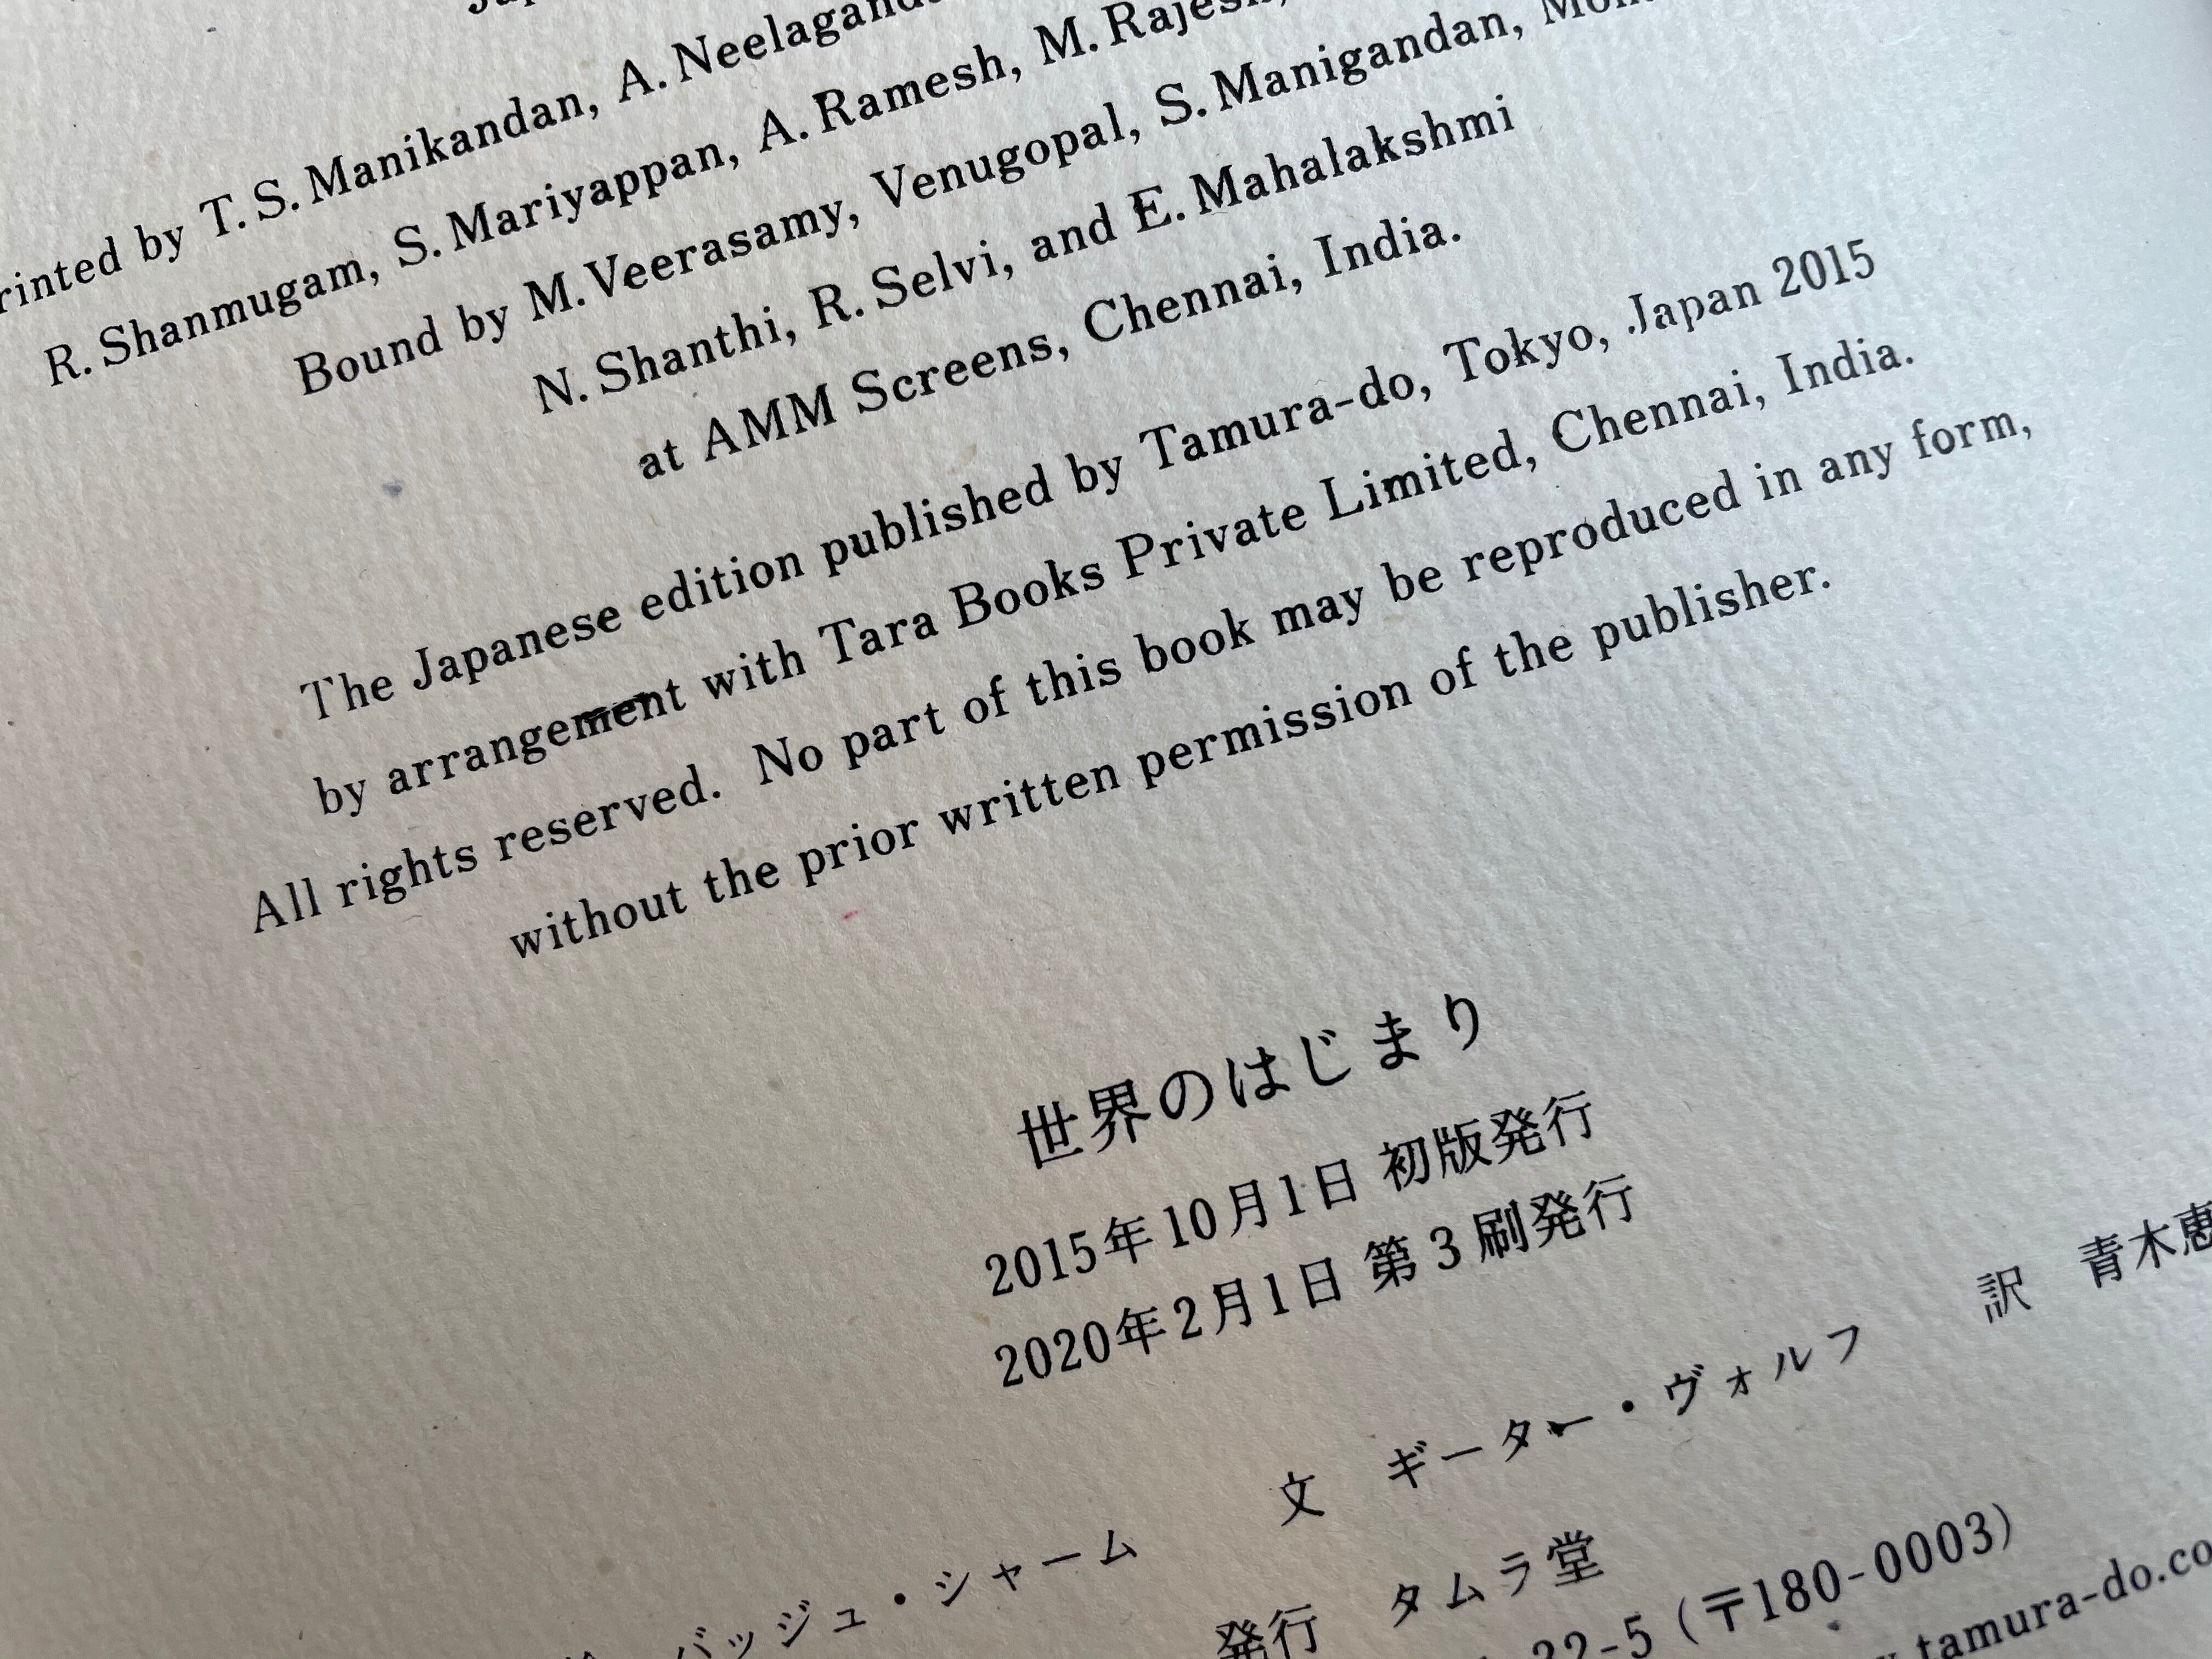 printed by T. S. Manikandan, A. Neelagand
R. Shanmugam, S. Mariyappan, A. Ramesh, M. Rajesh,
Bound by M. Veerasamy, Venugopal, S. Manigandan,
N. Shanthi, R. Selvi, and E. Mahalakshmi
at AMM Screens, Chennai, India.
The Japanese edition published by Tamura-do, Tokyo, Japan 2015
by arrangement with Tara Books Private Limited, Chennai, India.
All rights reserved. No part of this book may be reproduced in any form,
without the prior written permission of the publisher.
世界のはじまり
2015年10月1日 初版発行
2020年2月1日 第3刷発行
バッジュ・シャーム 文 ギーター・ヴォルフ 訳 青木恵
発行 タムラ堂
22-5 (〒180-0003)
tamura-do.co